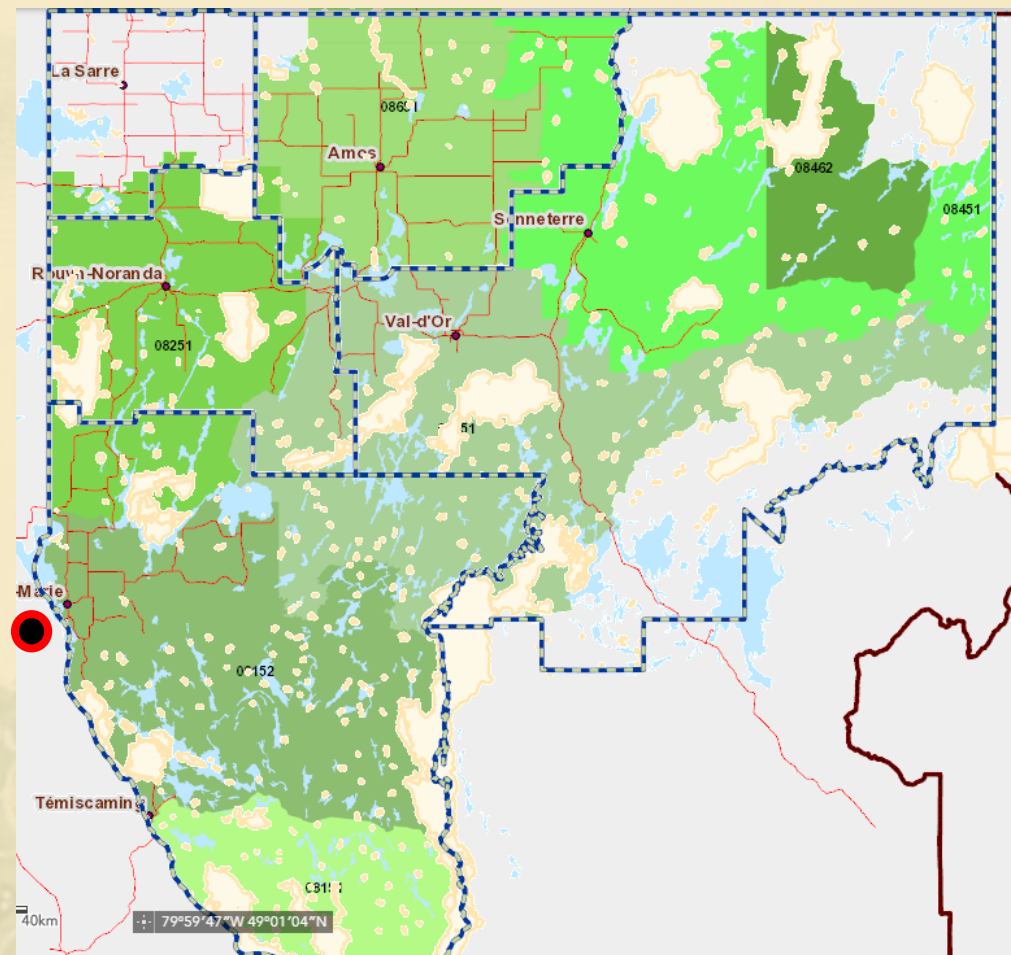 La Sarre
Amos
08462
Senneterre
08451
Rouyn-Noranda
Val-d'Or
08251
51
-Marie
Témiscaming
40km
79°59'47"W 49°01'04"N